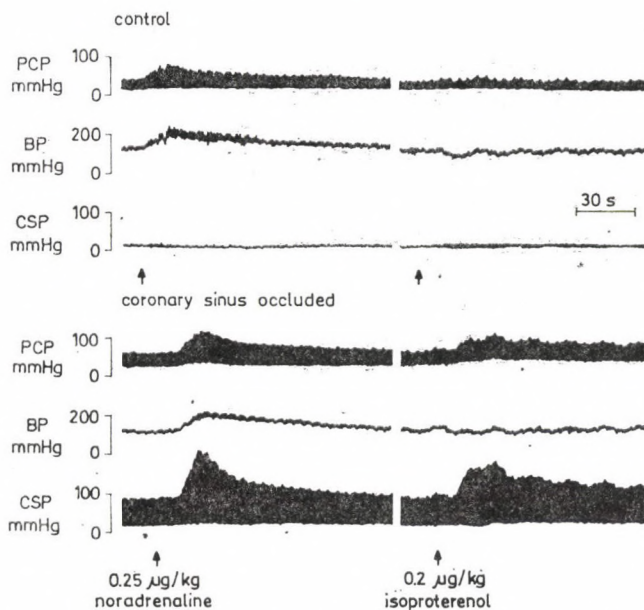 control
PCP
mmHg
100
0
BP
mmHg
200
0
CSP
mmHg
100
0
30 s
coronary sinus occluded
PCP
mmHg
100
0
BP
mmHg
200
0
CSP
mmHg
100
0
0.25 µg/kg
noradrenaline
0.2 µg/kg
isoproterenol